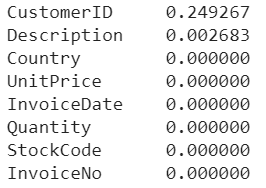 CustomerID     0.249267
Description    0.002683
Country        0.000000
UnitPrice      0.000000
InvoiceDate    0.000000
Quantity       0.000000
StockCode      0.000000
InvoiceNo      0.000000